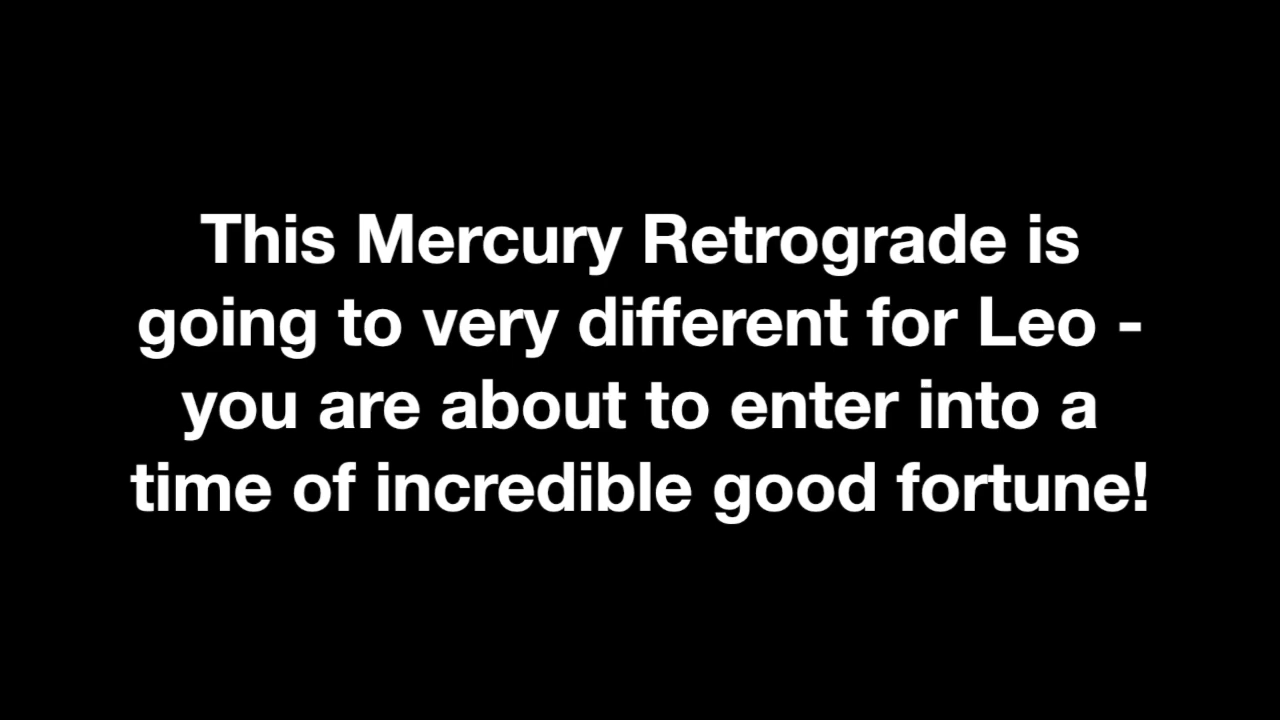 This Mercury Retrograde is
going to very different for Leo -
you are about to enter into a
time of incredible good fortune!